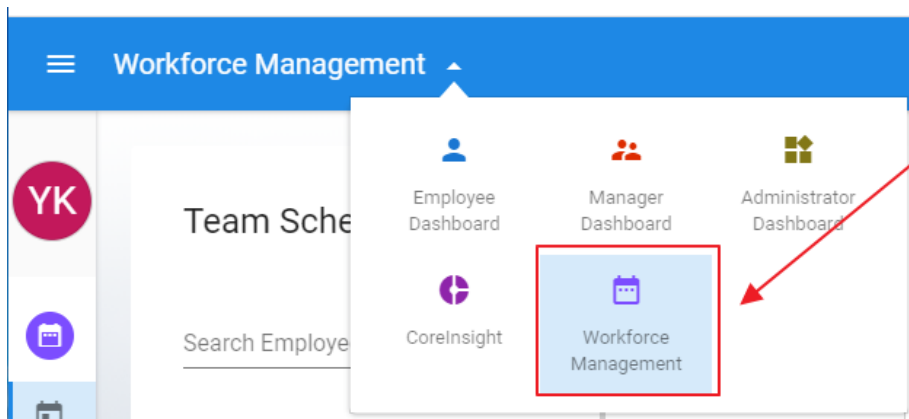 Workforce Management
YK
Team Sche
Search Employe
Employee
Dashboard
Manager
Dashboard
Administrator
Dashboard
CoreInsight
Workforce
Management